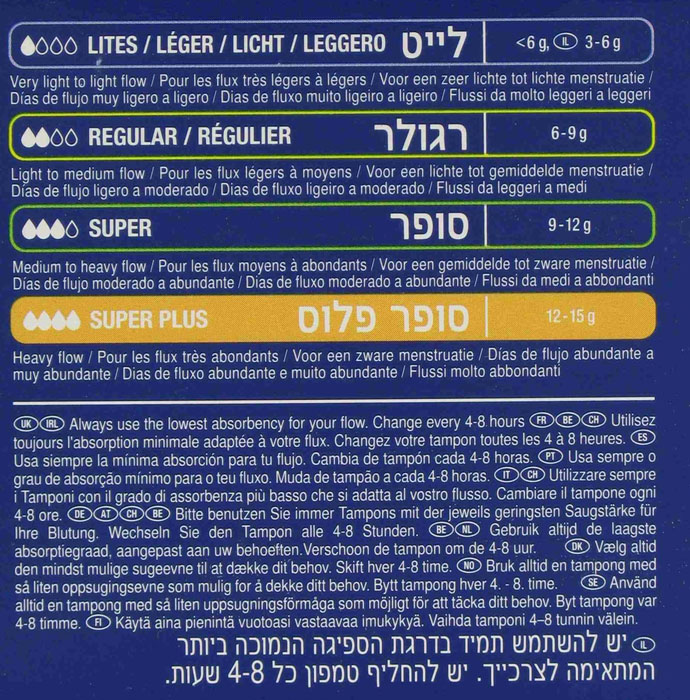 LITES / LÉGER / LICHT / LEGGERO לייט <6 g, IL 3-6 g
Very light to light flow / Pour les flux très légers à légers / Voor een zeer lichte tot lichte menstruatie /
Días de flujo muy ligero a ligero / Dias de fluxo muito ligeiro a ligeiro / Flussi da molto leggeri a leggeri
REGULAR / RÉGULIER רגולר 6-9 g
Light to medium flow / Pour les flux légers à moyens / Voor een lichte tot gemiddelde menstruatie /
Días de flujo ligero a moderado / Dias de fluxo ligeiro a moderado / Flussi da leggeri a medi
SUPER סופר 9-12 g
Medium to heavy flow / Pour les flux moyens à abondants / Voor een gemiddelde tot zware menstruatie /
Días de flujo moderado a abundante / Dias de fluxo moderado a abundante / Flussi da medi a abbondanti
SUPER PLUS סופר פלוס 12-15 g
Heavy flow / Pour les flux très abondants / Voor een zware menstruatie / Días de flujo abundante a
muy abundante / Dias de fluxo abundante e muito abundante / Flussi molto abbondanti
UK IRL Always use the lowest absorbency for your flow. Change every 4-8 hours FR BE CH Utilisez
toujours l'absorption minimale adaptée à votre flux. Changez votre tampon toutes les 4 à 8 heures. ES
Usa siempre la mínima absorción para tu flujo. Cambia de tampón cada 4-8 horas. PT Usa sempre o
grau de absorção mínimo para o teu fluxo. Muda de tampão a cada 4-8 horas. IT CH Utilizzare sempre
i Tamponi con il grado di assorbenza più basso che si adatta al vostro flusso. Cambiare il tampone ogni
4-8 ore. DE AT CH BE Bitte benutzen Sie immer Tampons mit der jeweils geringsten Saugstärke für
Ihre Blutung. Wechseln Sie den Tampon alle 4-8 Stunden. BE NL Gebruik altijd de laagste
absorptiegraad, aangepast aan uw behoeften.Verschoon de tampon om de 4-8 uur. DK Vælg altid
den mindst mulige sugeevne til at dække dit behov. Skift hver 4-8 time. NO Bruk alltid en tampong med
så liten oppsugingsevne som mulig for å dekke ditt behov. Bytt tampong hver 4. - 8. time. SE Använd
alltid en tampong med så liten uppsugningsförmåga som möjligt för att täcka ditt behov. Byt tampong var
4-8 timme. FI Käytä aina pienintä vuotoasi vastaavaa imukykyä. Vaihda tamponi 4–8 tunnin välein.
IL יש להשתמש תמיד בדרגת הספיגה הנמוכה ביותר
המתאימה לצרכייך. יש להחליף טמפון כל 4-8 שעות.